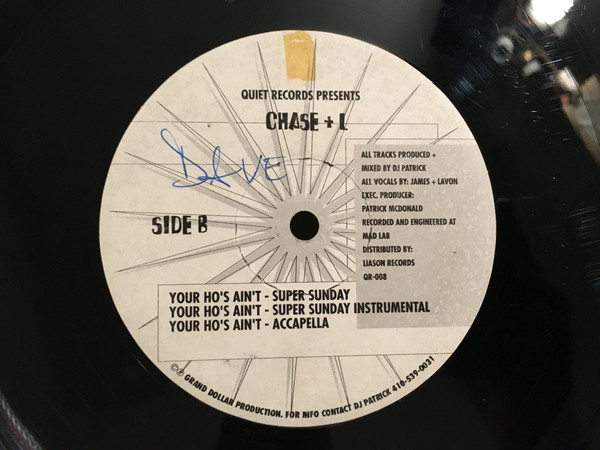 QUIET RECORDS PRESENTS
CHASE + L
DAVE
SIDE B
ALL TRACKS PRODUCED +
MIXED BY DJ PATRICK
ALL VOCALS BY: JAMES + LAVON
EXEC. PRODUCER:
PATRICK MCDONALD
RECORDED AND ENGINEERED AT
MAD LAB
DISTRIBUTED BY:
LIASON RECORDS
QR-008
YOUR HO'S AIN'T - SUPER SUNDAY
YOUR HO'S AIN'T - SUPER SUNDAY INSTRUMENTAL
YOUR HO'S AIN'T - ACCAPELLA
©℗ GRAND DOLLAR PRODUCTION. FOR INFO CONTACT DJ PATRICK 410-539-0031